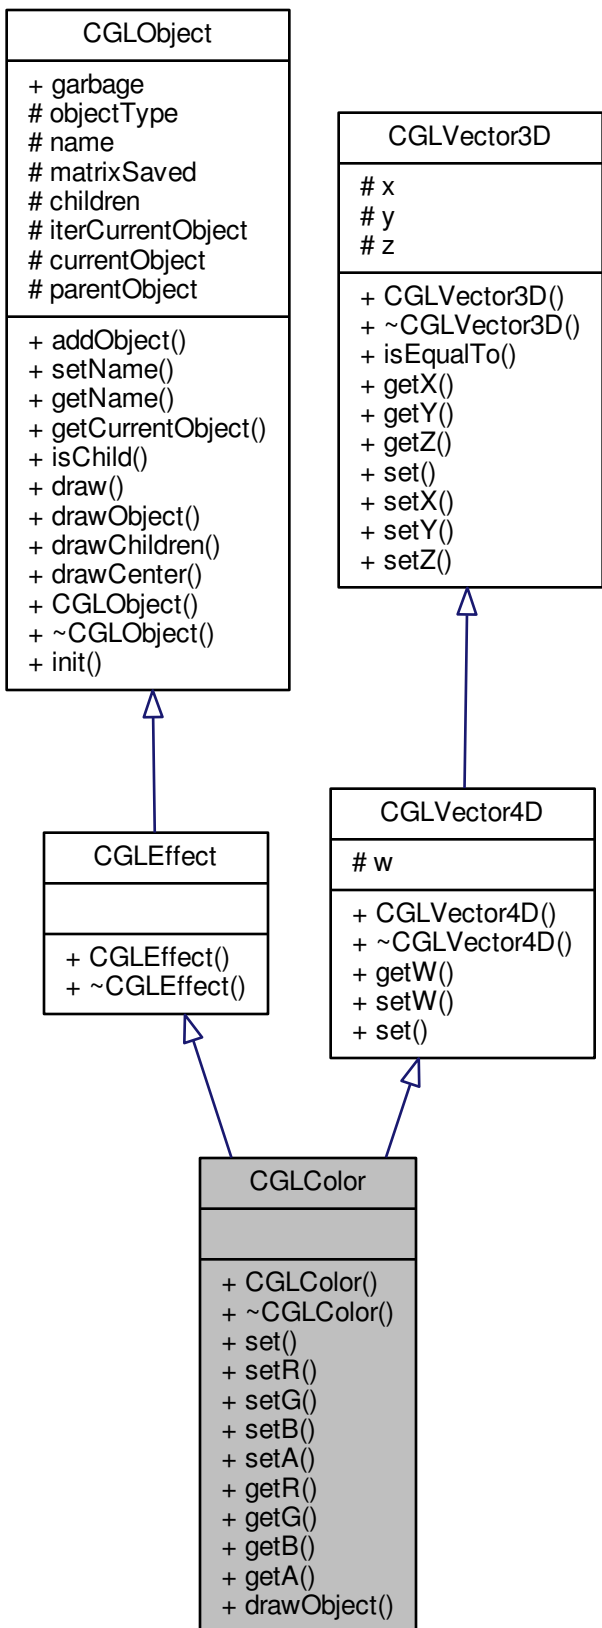 CGLObject
+ garbage
# objectType
# name
# matrixSaved
# children
# iterCurrentObject
# currentObject
# parentObject
+ addObject()
+ setName()
+ getName()
+ getCurrentObject()
+ isChild()
+ draw()
+ drawObject()
+ drawChildren()
+ drawCenter()
+ CGLObject()
+ ~CGLObject()
+ init()
CGLVector3D
# x
# y
# z
+ CGLVector3D()
+ ~CGLVector3D()
+ isEqualTo()
+ getX()
+ getY()
+ getZ()
+ set()
+ setX()
+ setY()
+ setZ()
CGLEffect
+ CGLEffect()
+ ~CGLEffect()
CGLVector4D
# w
+ CGLVector4D()
+ ~CGLVector4D()
+ getW()
+ setW()
+ set()
CGLColor
+ CGLColor()
+ ~CGLColor()
+ set()
+ setR()
+ setG()
+ setB()
+ setA()
+ getR()
+ getG()
+ getB()
+ getA()
+ drawObject()